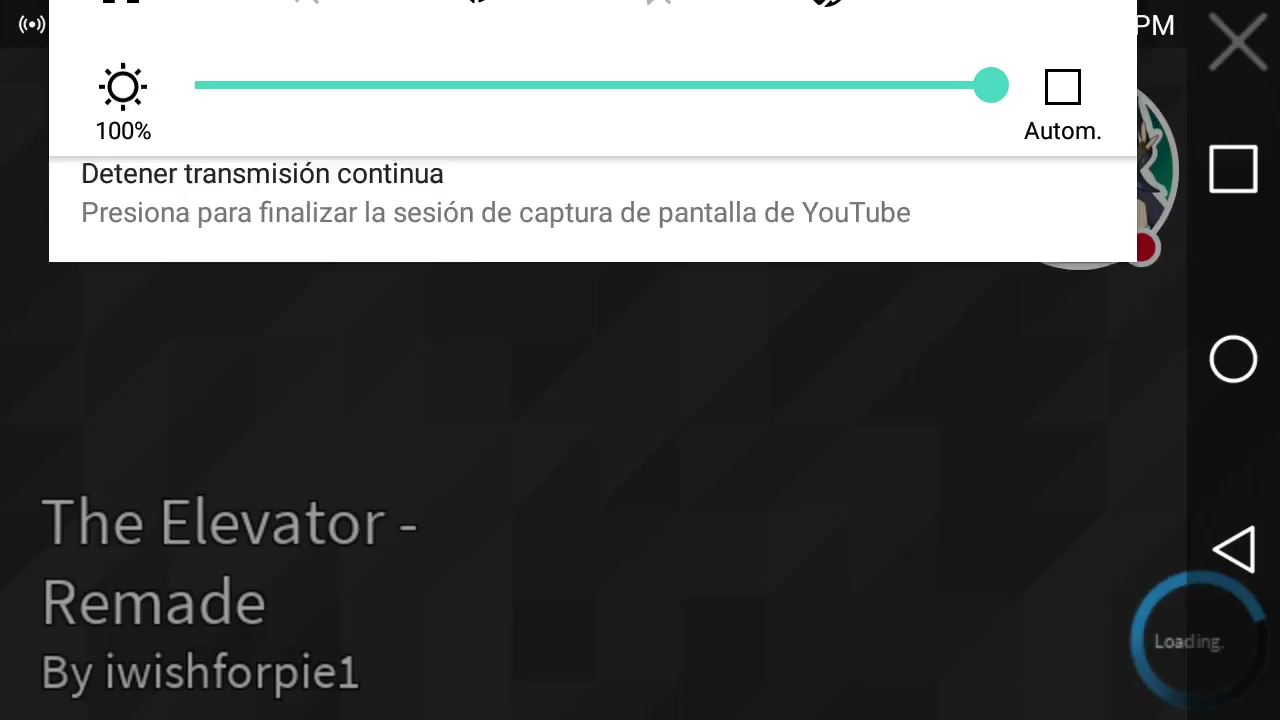 PM
100%
Autom.
Detener transmisión continua
Presiona para finalizar la sesión de captura de pantalla de YouTube
The Elevator -
Remade
By iwishforpie1
Loading.